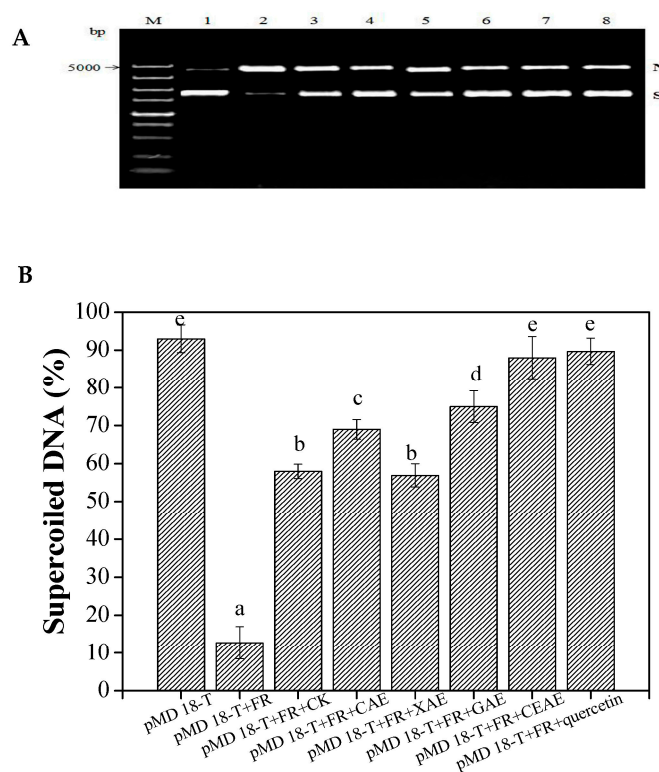 A
M 1 2 3 4 5 6 7 8
bp
5000 → N
S
B
100
90
80
70
60
50
40
30
20
10
0
Supercoiled DNA (%)
e a b c b d e e
pMD 18-T
pMD 18-T+FR
pMD 18-T+FR+CK
pMD 18-T+FR+CAE
pMD 18-T+FR+XAE
pMD 18-T+FR+GAE
pMD 18-T+FR+CEAE
pMD 18-T+FR+quercetin